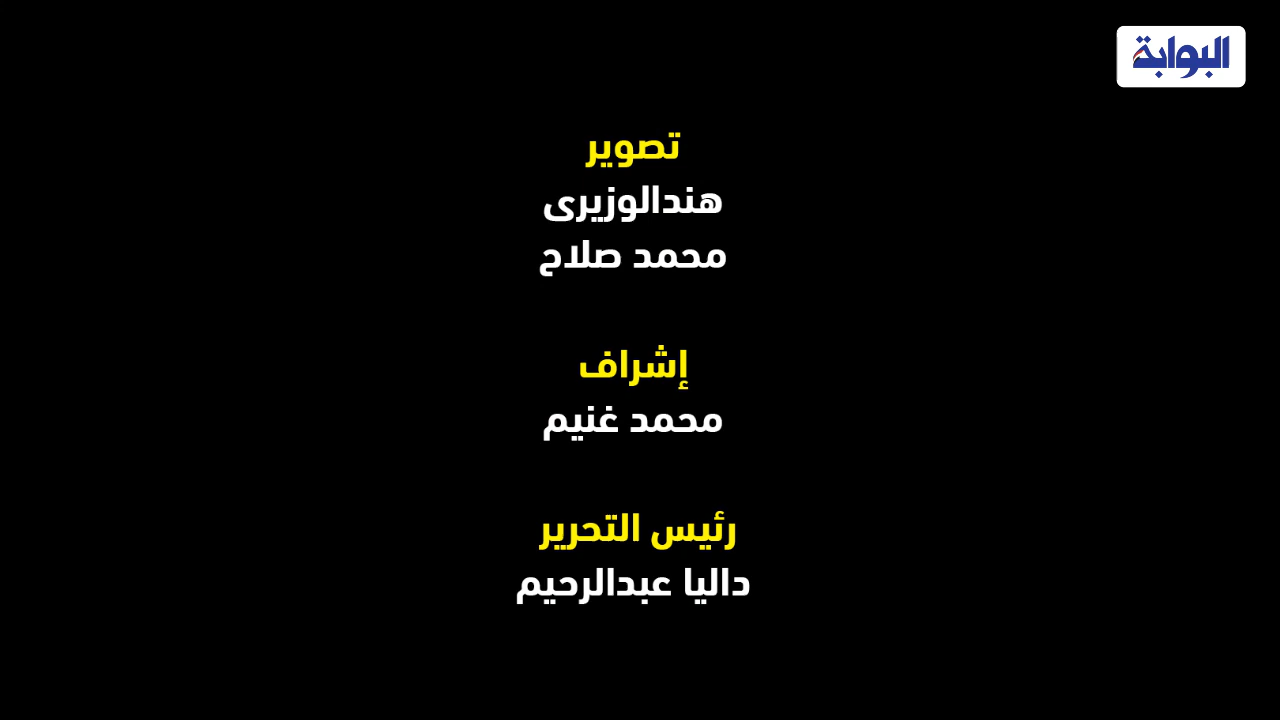 البوابة
تصوير
هندالوزيرى
محمد صلاح
إشراف
محمد غنيم
رئيس التحرير
داليا عبدالرحيم